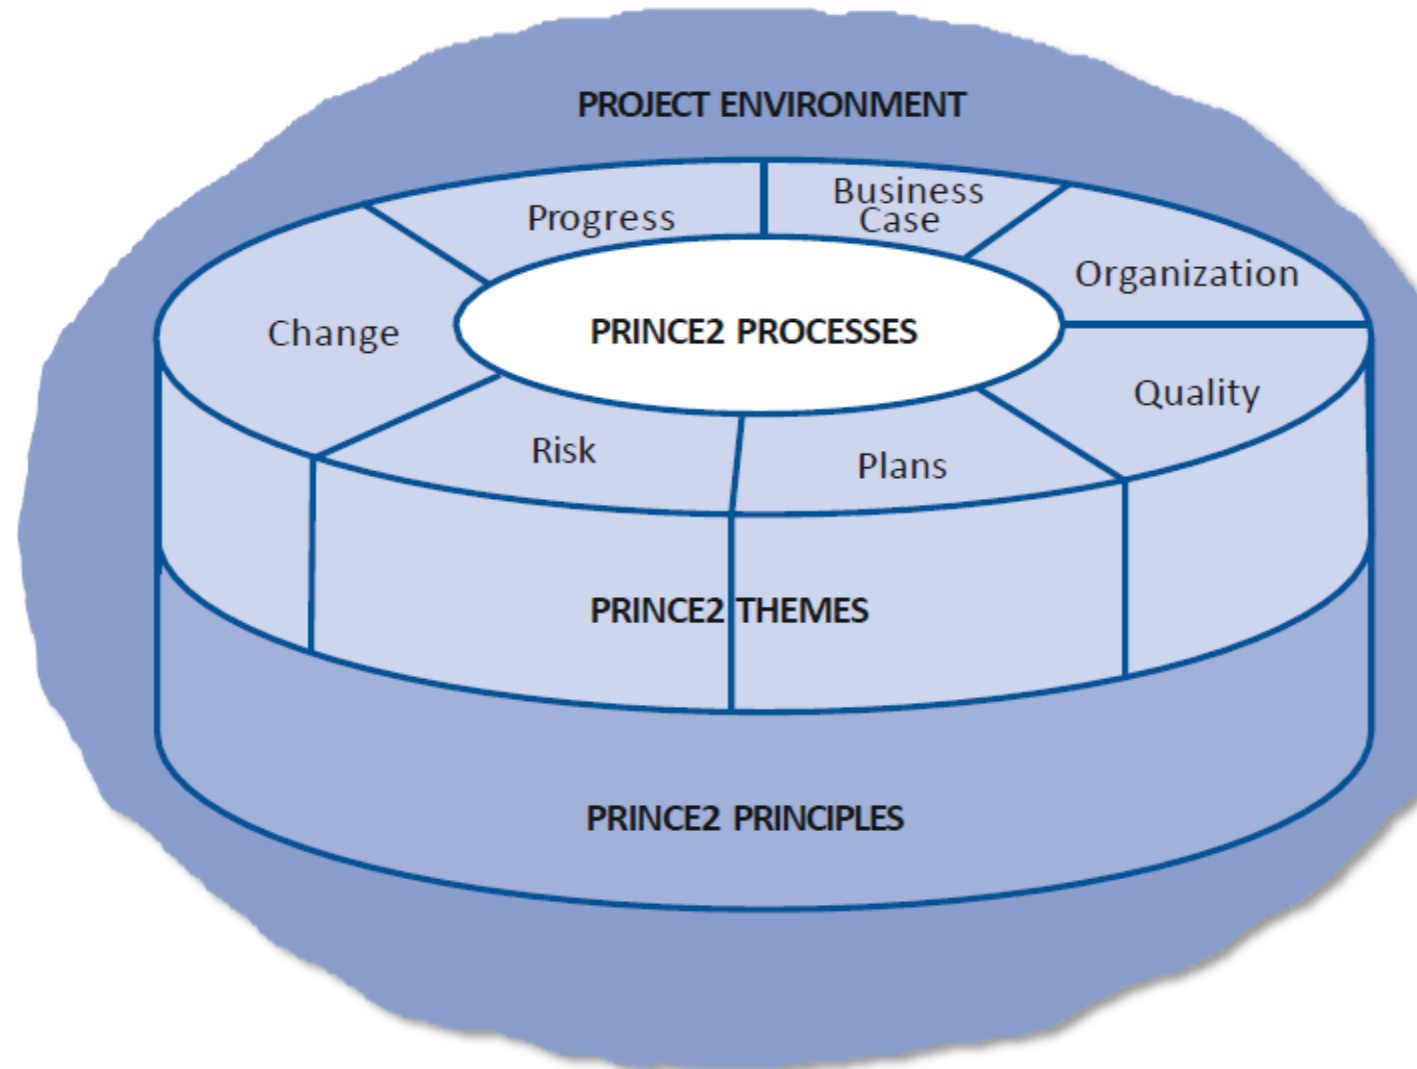 PROJECT ENVIRONMENT
Business
Case
Progress
Organization
Change
PRINCE2 PROCESSES
Quality
Risk
Plans
PRINCE2 THEMES
PRINCE2 PRINCIPLES